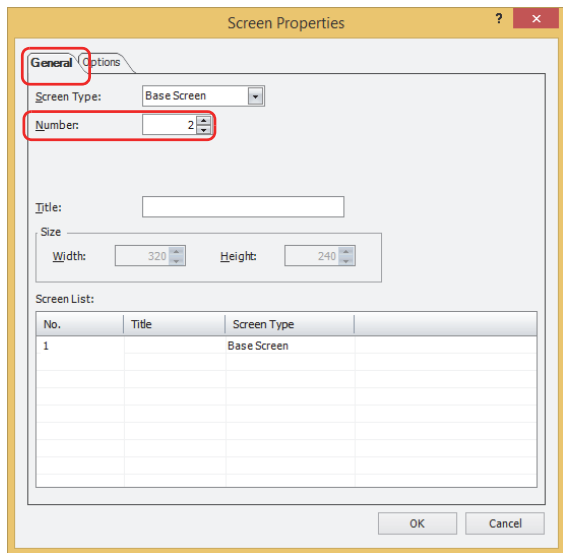 Screen Properties ? ×
General Options
Screen Type: Base Screen
Number: 2
Title:
Size
Width: 320 Height: 240
Screen List:
No. Title Screen Type
1 Base Screen
OK Cancel